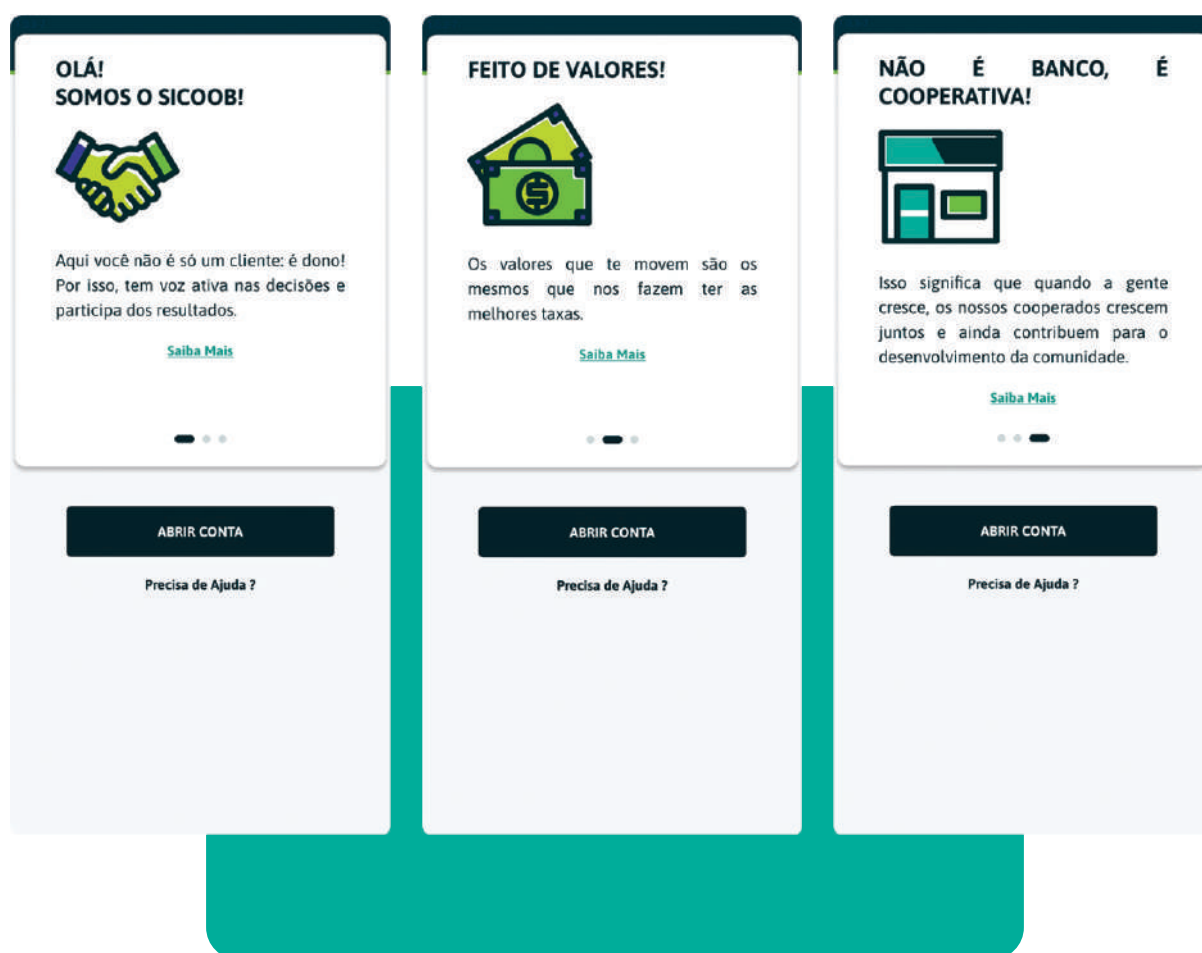 OLÁ!
SOMOS O SICOOB!
Aqui você não é só um cliente: é dono!
Por isso, tem voz ativa nas decisões e
participa dos resultados.
Saiba Mais
ABRIR CONTA
Precisa de Ajuda ?
FEITO DE VALORES!
Os valores que te movem são os
mesmos que nos fazem ter as
melhores taxas.
Saiba Mais
ABRIR CONTA
Precisa de Ajuda ?
NÃO É BANCO, É
COOPERATIVA!
Isso significa que quando a gente
cresce, os nossos cooperados crescem
juntos e ainda contribuem para o
desenvolvimento da comunidade.
Saiba Mais
ABRIR CONTA
Precisa de Ajuda ?